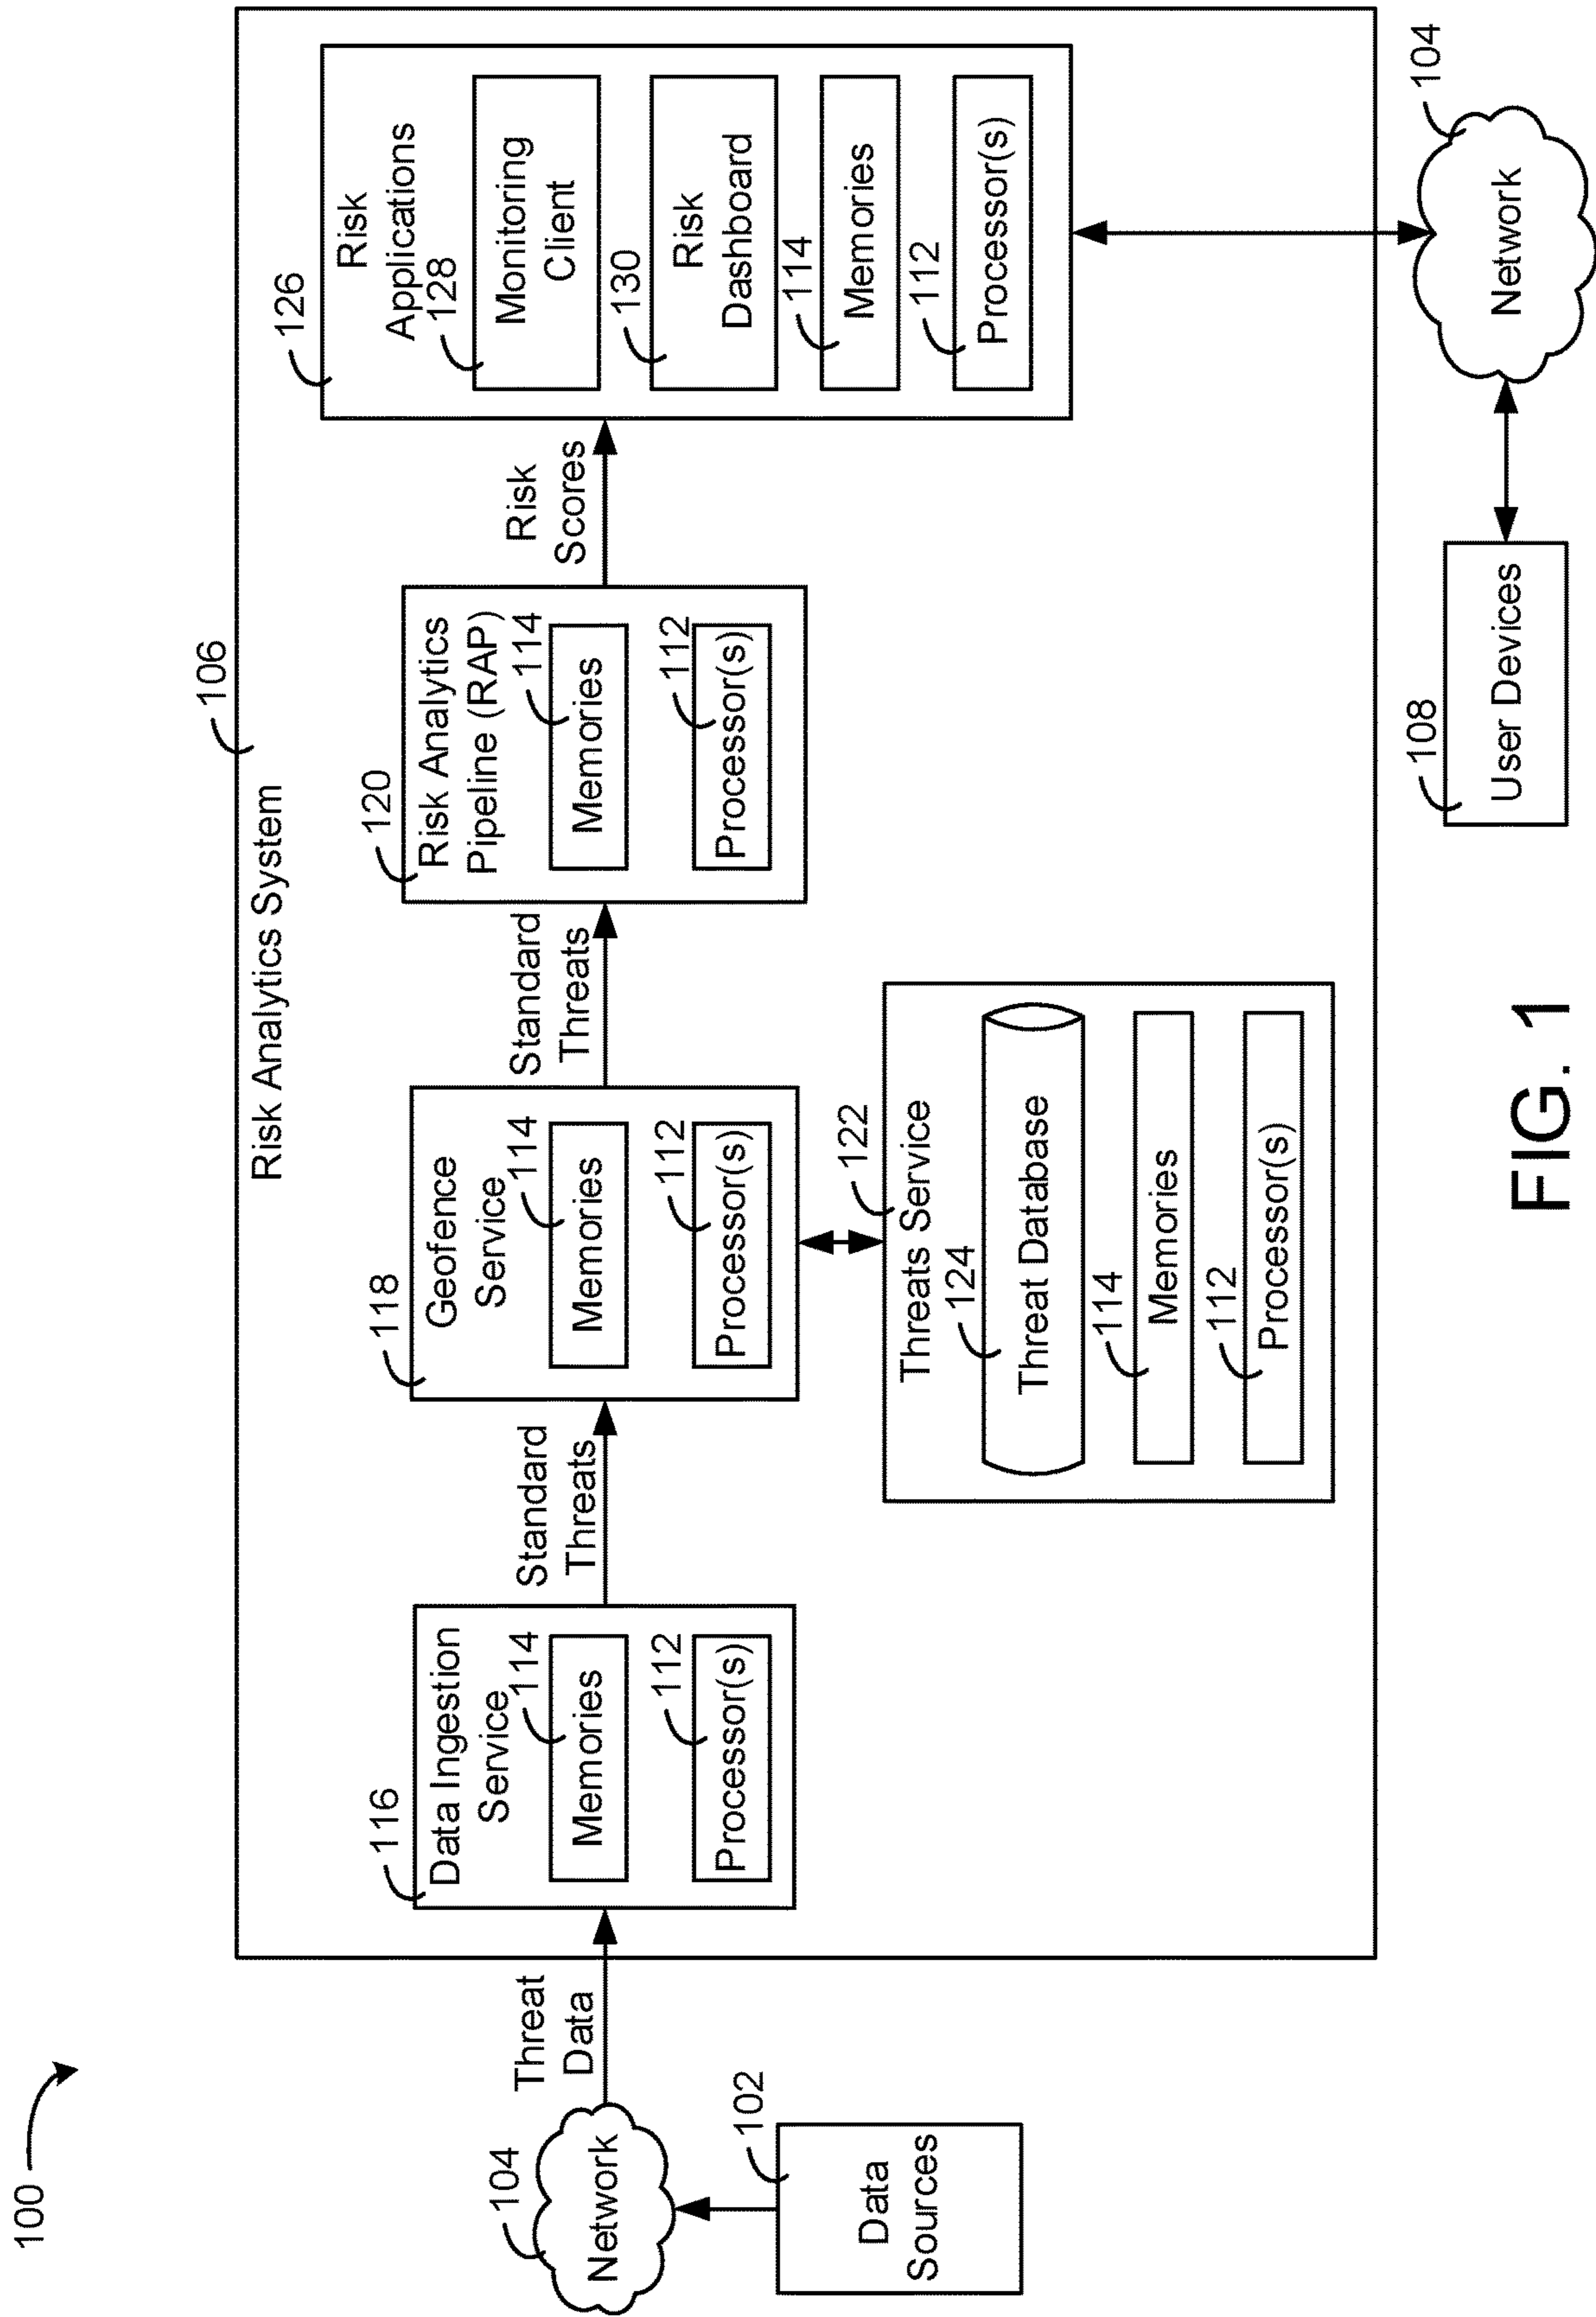 100
106
Risk Analytics System
104
Network
102
Data
Sources
Threat
Data
116
Data Ingestion
Service
114
Memories
112
Processor(s)
Standard
Threats
118
Geofence
Service
114
Memories
112
Processor(s)
122
Threats Service
124
Threat Database
114
Memories
112
Processor(s)
Standard
Threats
120
Risk Analytics
Pipeline (RAP)
114
Memories
112
Processor(s)
Risk
Scores
126
Risk
Applications
128
Monitoring
Client
130
Risk
Dashboard
114
Memories
112
Processor(s)
108
User Devices
104
Network
FIG. 1